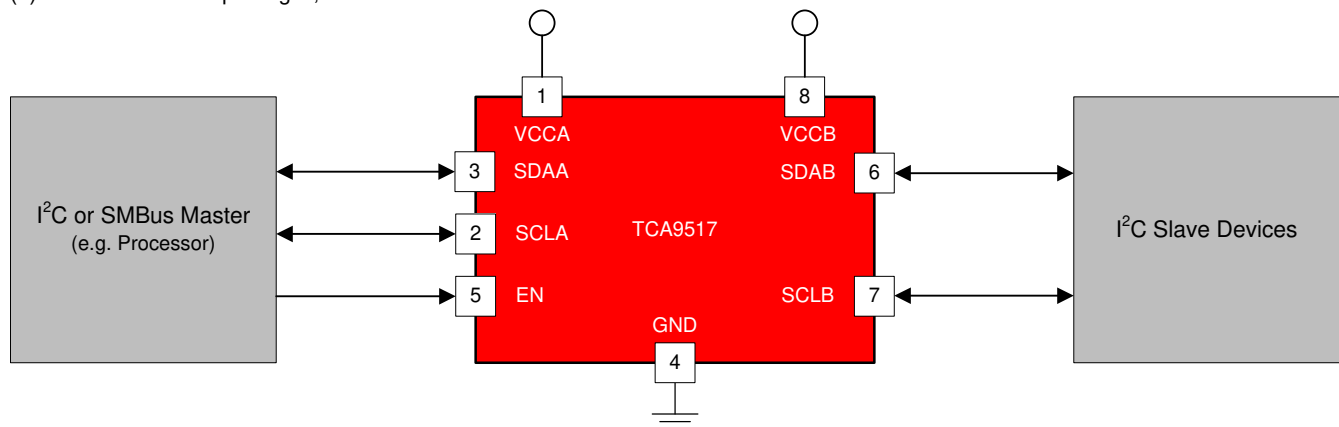 1
8
VCCA
VCCB
3
SDAA
SDAB
6
I²C or SMBus Master
(e.g. Processor)
2
SCLA
TCA9517
I²C Slave Devices
5
EN
SCLB
7
GND
4